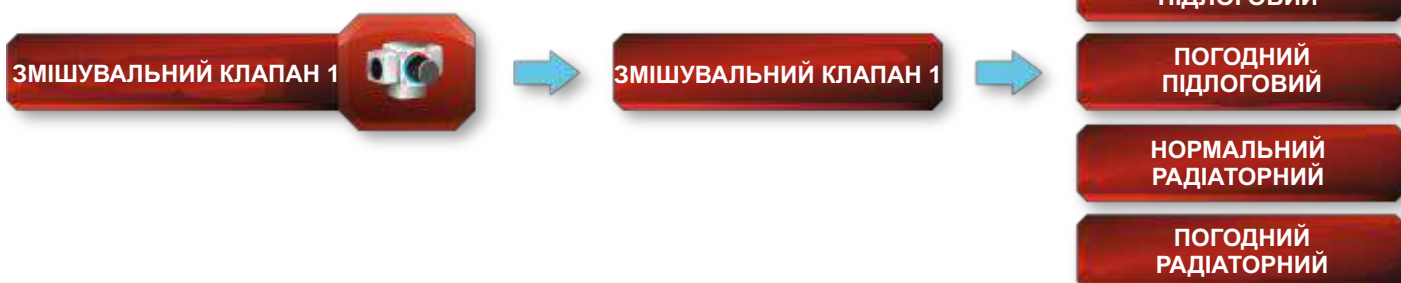 ПІДЛОГОВИЙ
ЗМІШУВАЛЬНИЙ КЛАПАН 1
ЗМІШУВАЛЬНИЙ КЛАПАН 1
ПОГОДНИЙ
ПІДЛОГОВИЙ
НОРМАЛЬНИЙ
РАДІАТОРНИЙ
ПОГОДНИЙ
РАДІАТОРНИЙ